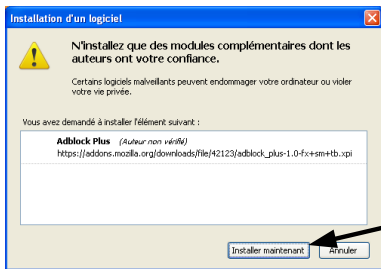 Installation d'un logiciel
N'installez que des modules complémentaires dont les
auteurs ont votre confiance.
Certains logiciels malveillants peuvent endommager votre ordinateur ou violer
votre vie privée.
Vous avez demandé à installer l'élément suivant :
Adblock Plus (Auteur non vérifié)
https://addons.mozilla.org/downloads/file/42123/adblock_plus-1.0-fx+sm+tb.xpi
Installer maintenant
Annuler